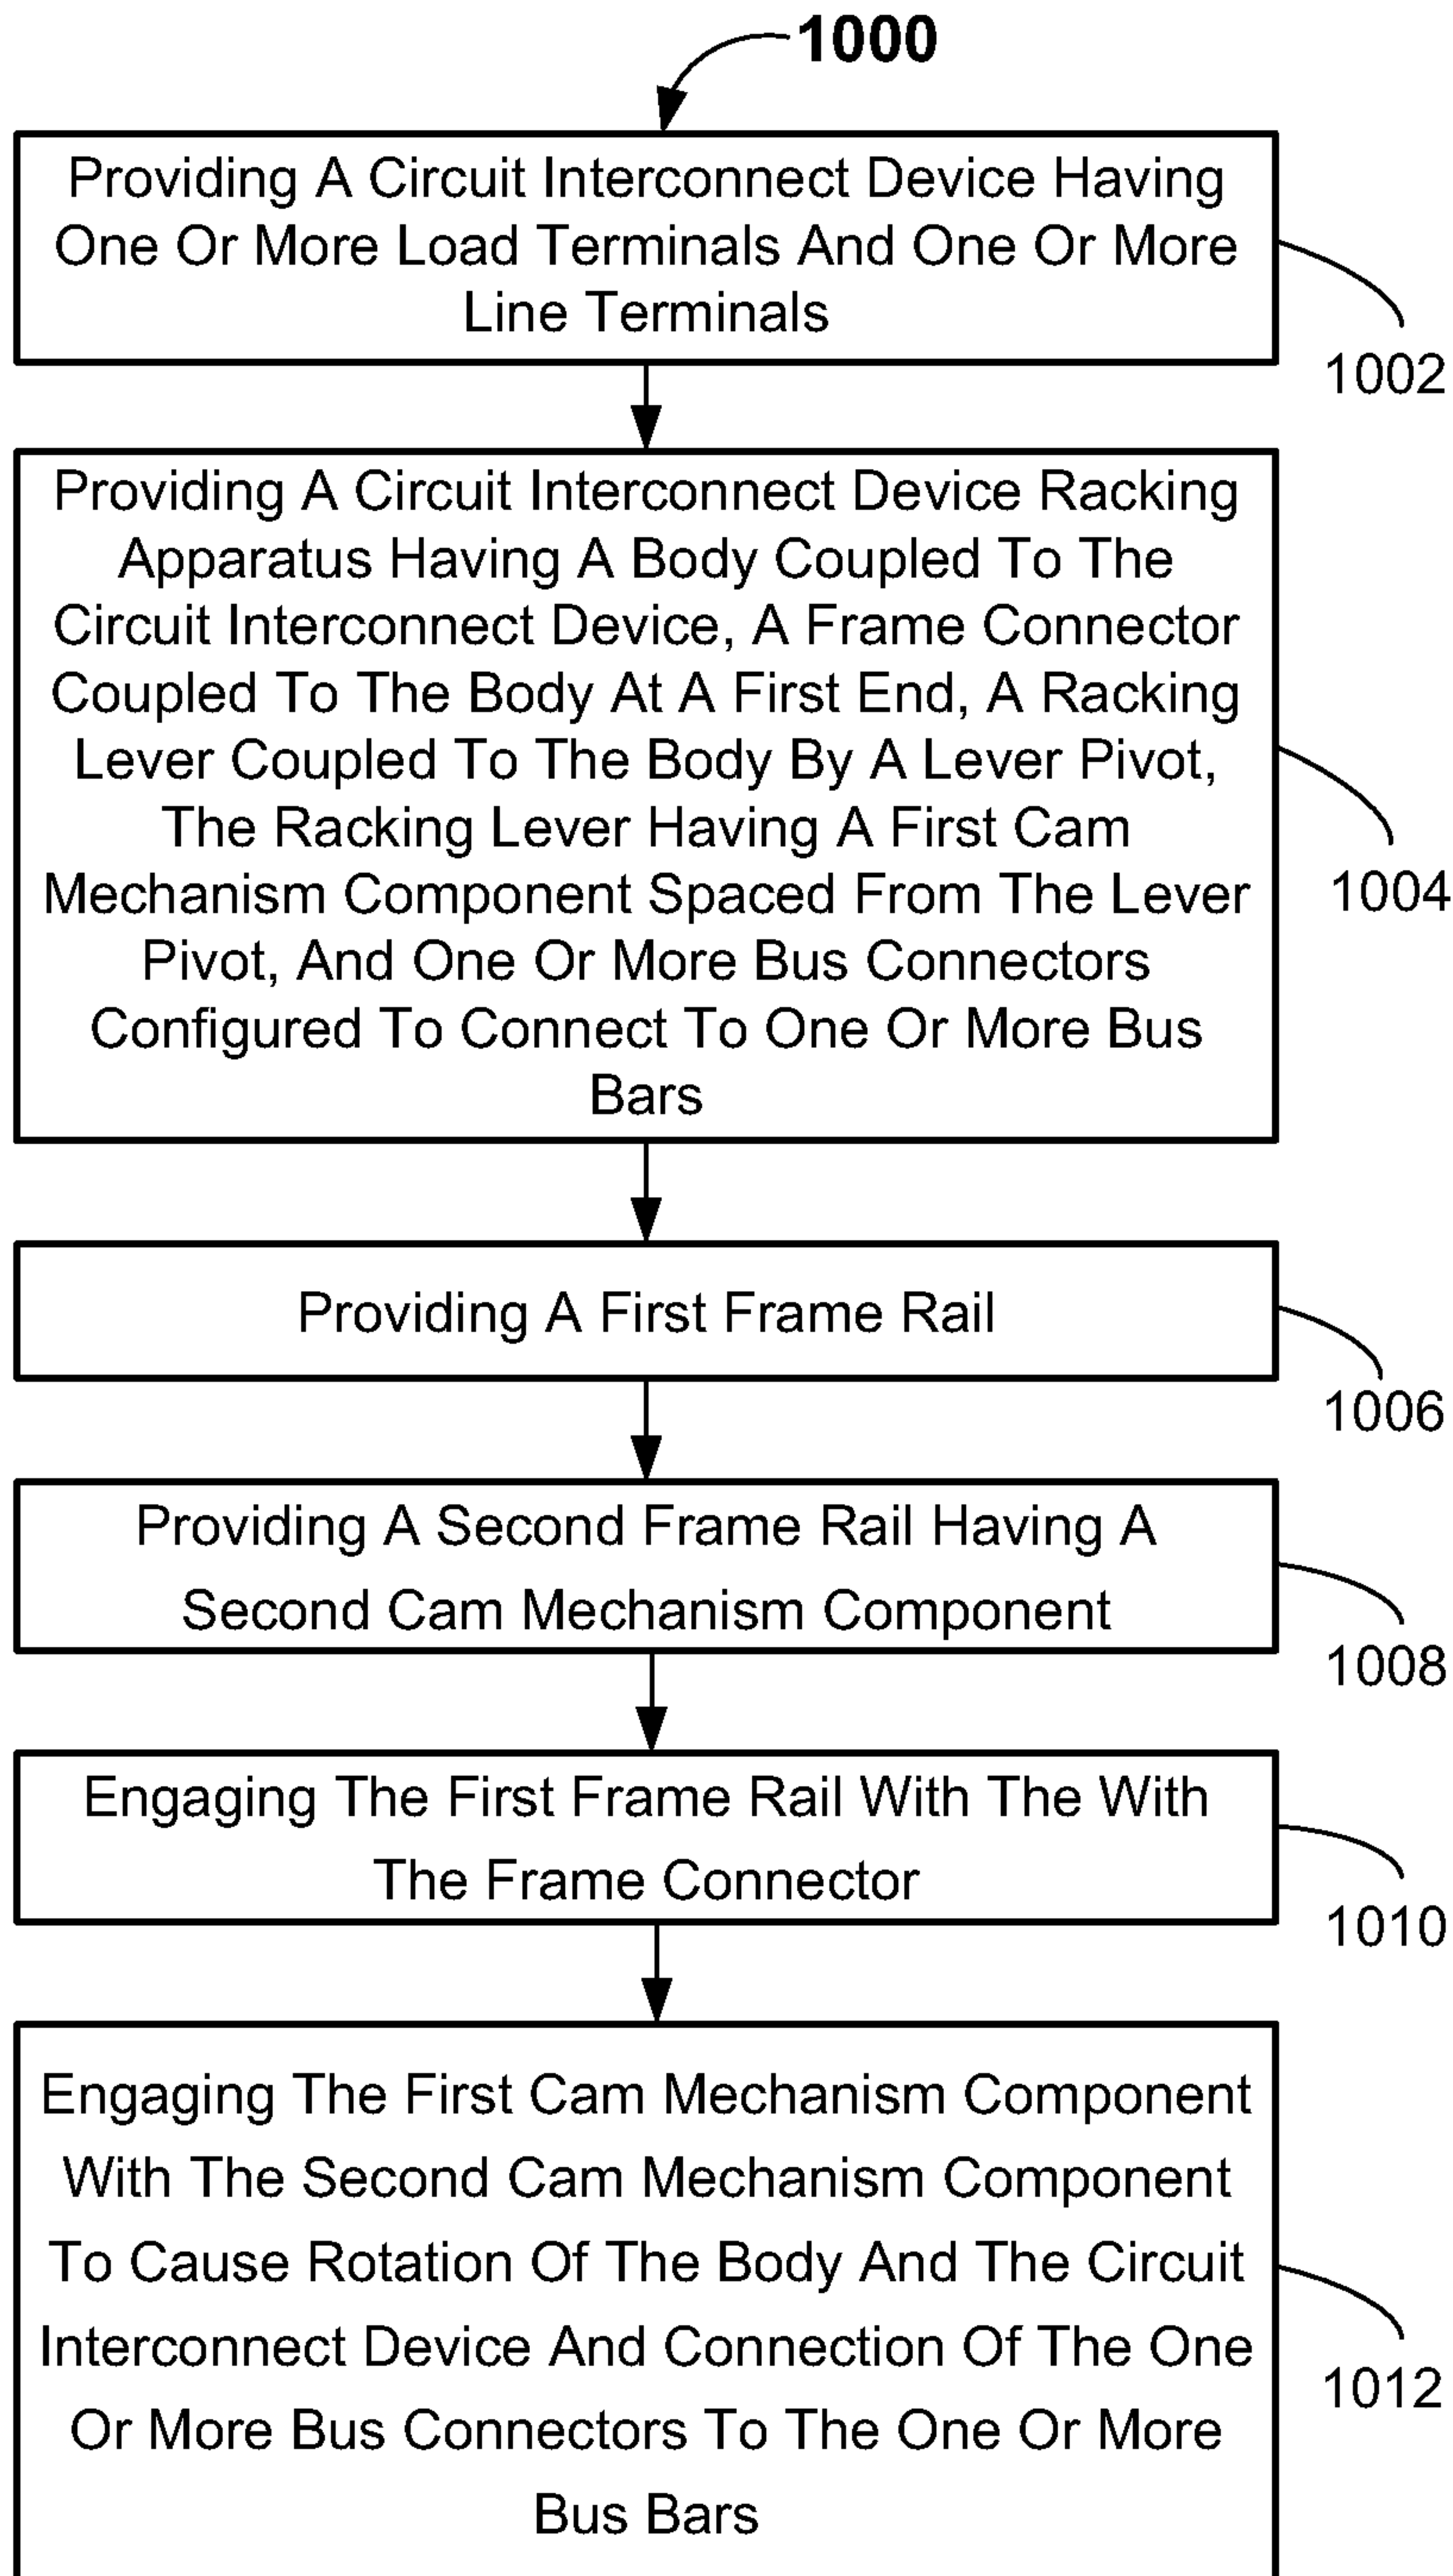 1000
Providing A Circuit Interconnect Device Having
One Or More Load Terminals And One Or More
Line Terminals
1002
Providing A Circuit Interconnect Device Racking
Apparatus Having A Body Coupled To The
Circuit Interconnect Device, A Frame Connector
Coupled To The Body At A First End, A Racking
Lever Coupled To The Body By A Lever Pivot,
The Racking Lever Having A First Cam
Mechanism Component Spaced From The Lever
Pivot, And One Or More Bus Connectors
Configured To Connect To One Or More Bus
Bars
1004
Providing A First Frame Rail
1006
Providing A Second Frame Rail Having A
Second Cam Mechanism Component
1008
Engaging The First Frame Rail With The With
The Frame Connector
1010
Engaging The First Cam Mechanism Component
With The Second Cam Mechanism Component
To Cause Rotation Of The Body And The Circuit
Interconnect Device And Connection Of The One
Or More Bus Connectors To The One Or More
Bus Bars
1012